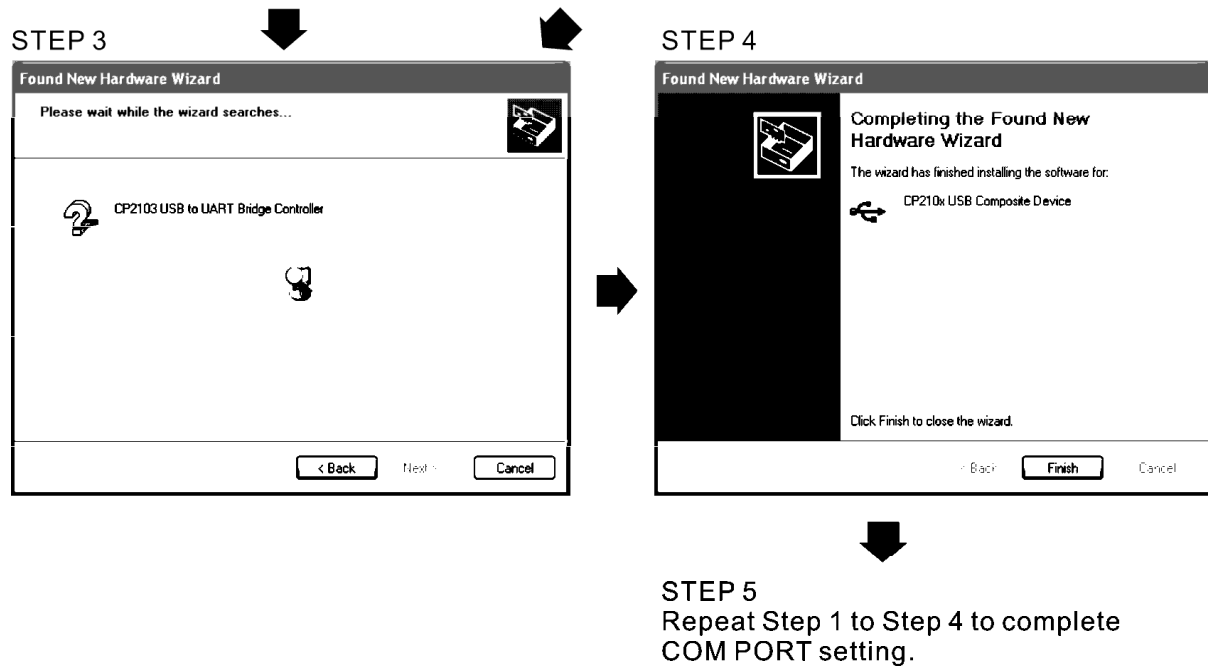 STEP 3
Found New Hardware Wizard
Please wait while the wizard searches...
CP2103 USB to UART Bridge Controller
< Back Next > Cancel
STEP 4
Found New Hardware Wizard
Completing the Found New
Hardware Wizard
The wizard has finished installing the software for:
CP210x USB Composite Device
Click Finish to close the wizard.
< Back Finish Cancel
STEP 5
Repeat Step 1 to Step 4 to complete
COM PORT setting.